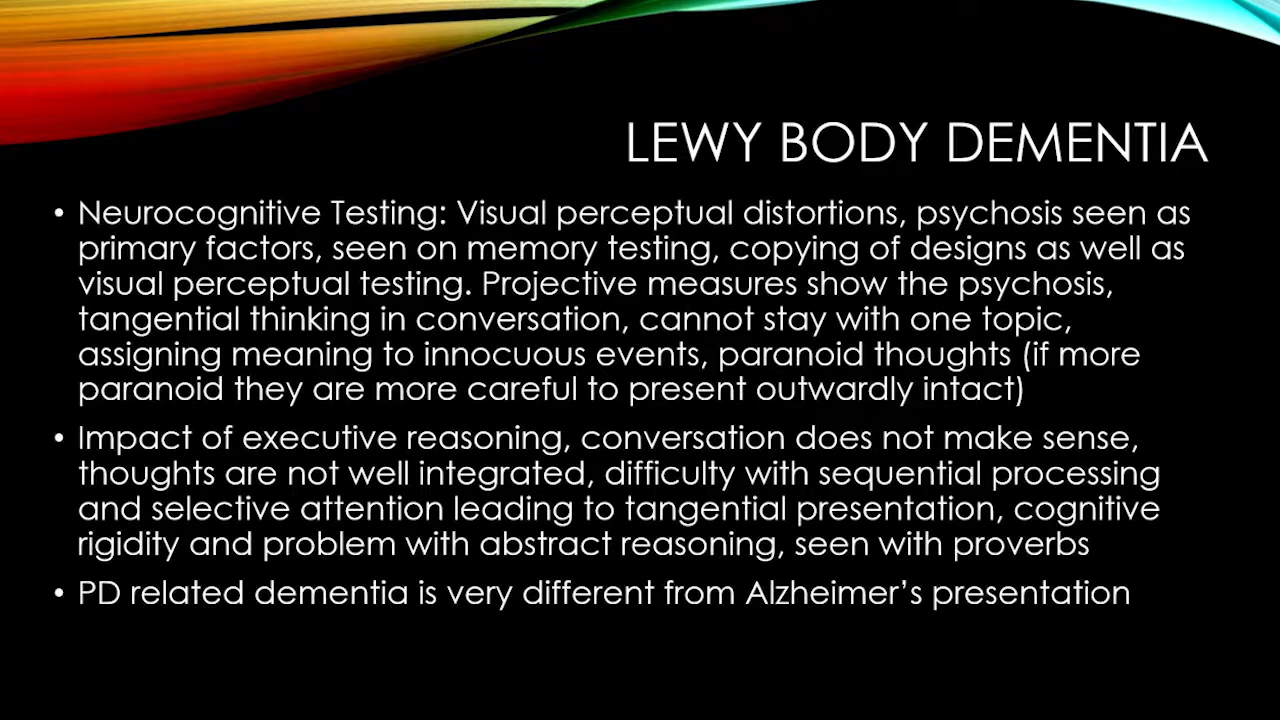 LEWY BODY DEMENTIA
• Neurocognitive Testing: Visual perceptual distortions, psychosis seen as
primary factors, seen on memory testing, copying of designs as well as
visual perceptual testing. Projective measures show the psychosis,
tangential thinking in conversation, cannot stay with one topic,
assigning meaning to innocuous events, paranoid thoughts (if more
paranoid they are more careful to present outwardly intact)
• Impact of executive reasoning, conversation does not make sense,
thoughts are not well integrated, difficulty with sequential processing
and selective attention leading to tangential presentation, cognitive
rigidity and problem with abstract reasoning, seen with proverbs
• PD related dementia is very different from Alzheimer’s presentation